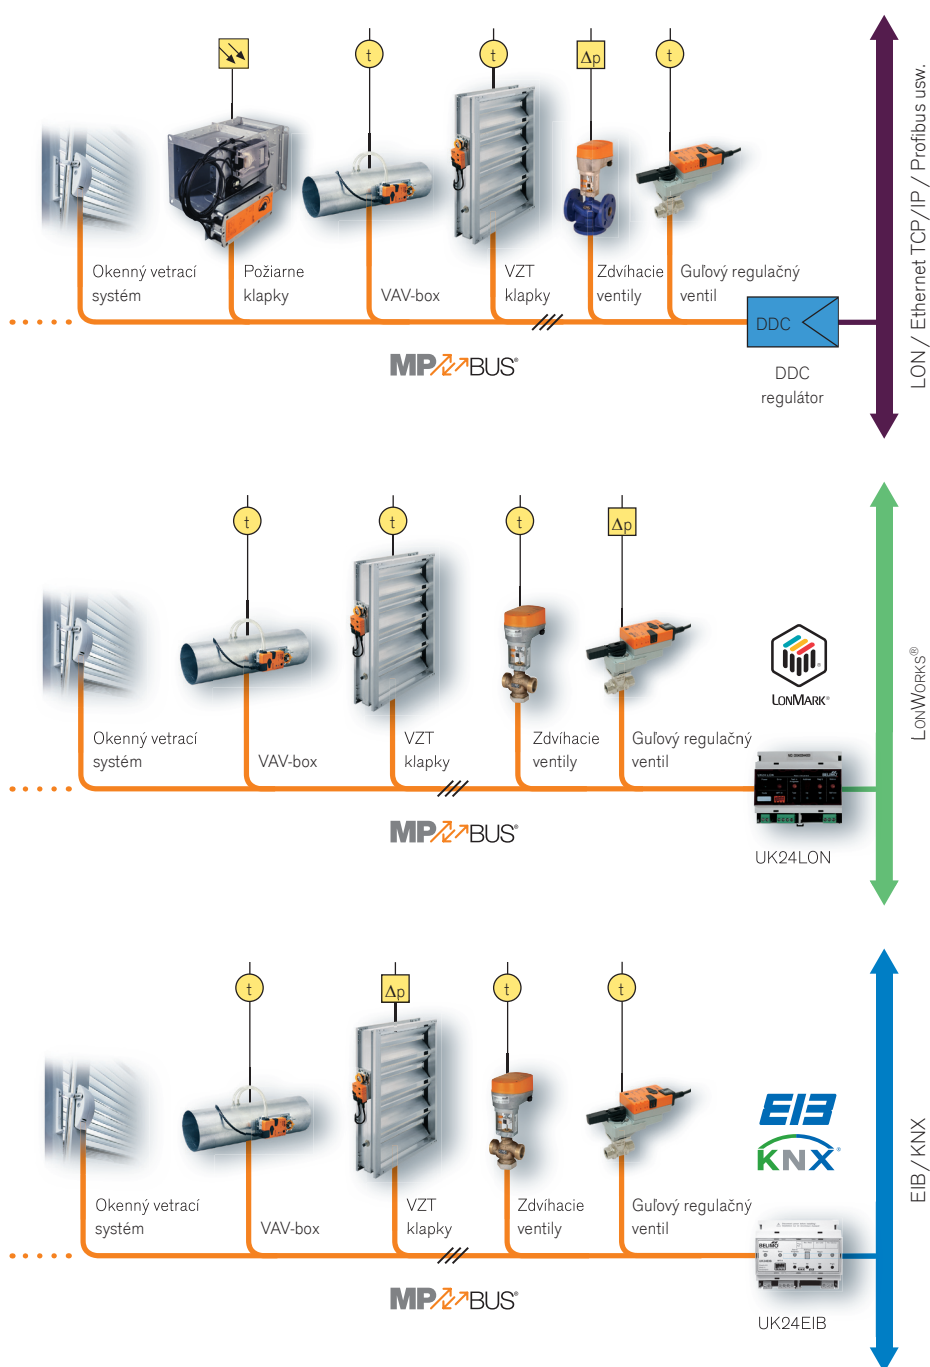 t
t
Δp
t
Okenný vetrací
systém
Požiarne
klapky
VAV-box
VZT
klapky
Zdvíhacie
ventily
Guľový regulačný
ventil
DDC
DDC
regulátor
MP BUS®
LON / Ethernet TCP/IP / Profibus usw.
t
t
t
Δp
Okenný vetrací
systém
VAV-box
VZT
klapky
Zdvíhacie
ventily
Guľový regulačný
ventil
LONMARK®
UK24LON
MP BUS®
LONWORKS®
t
Δp
t
t
Okenný vetrací
systém
VAV-box
VZT
klapky
Zdvíhacie
ventily
Guľový regulačný
ventil
EIB
KNX®
BELIMO
UK24EIB
MP BUS®
EIB / KNX